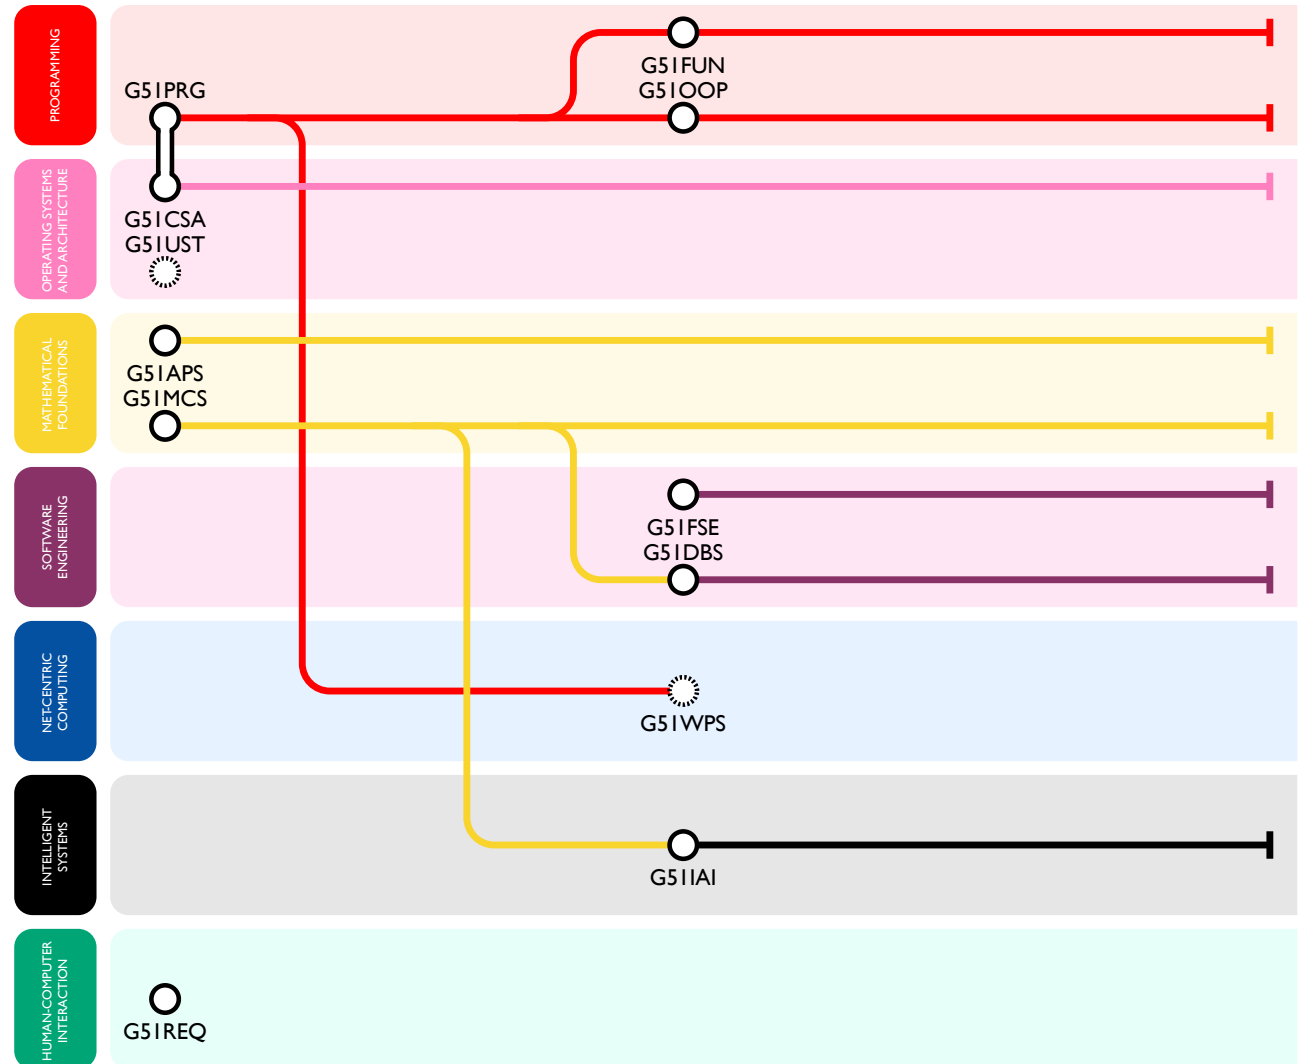 PROGRAMMING
G51PRG
G51FUN
G51OOP
OPERATING SYSTEMS
AND ARCHITECTURE
G51CSA
G51UST
MATHEMATICAL
FOUNDATIONS
G51APS
G51MCS
SOFTWARE
ENGINEERING
G51FSE
G51DBS
NET-CENTRIC
COMPUTING
G51WPS
INTELLIGENT
SYSTEMS
G51IAI
HUMAN-COMPUTER
INTERACTION
G51REQ